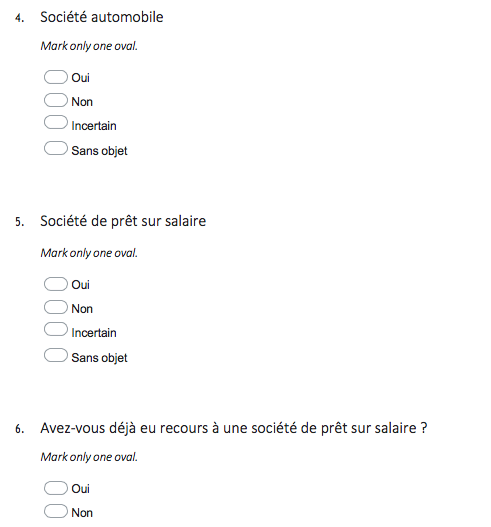 4. Société automobile
Mark only one oval.
Oui
Non
Incertain
Sans objet
5. Société de prêt sur salaire
Mark only one oval.
Oui
Non
Incertain
Sans objet
6. Avez-vous déjà eu recours à une société de prêt sur salaire ?
Mark only one oval.
Oui
Non